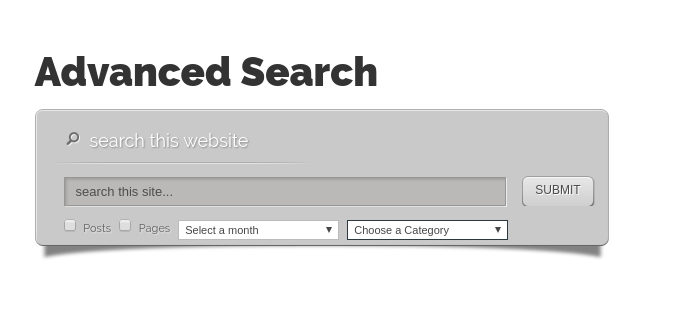 Advanced Search
search this website
search this site...
SUBMIT
Posts Pages Select a month Choose a Category